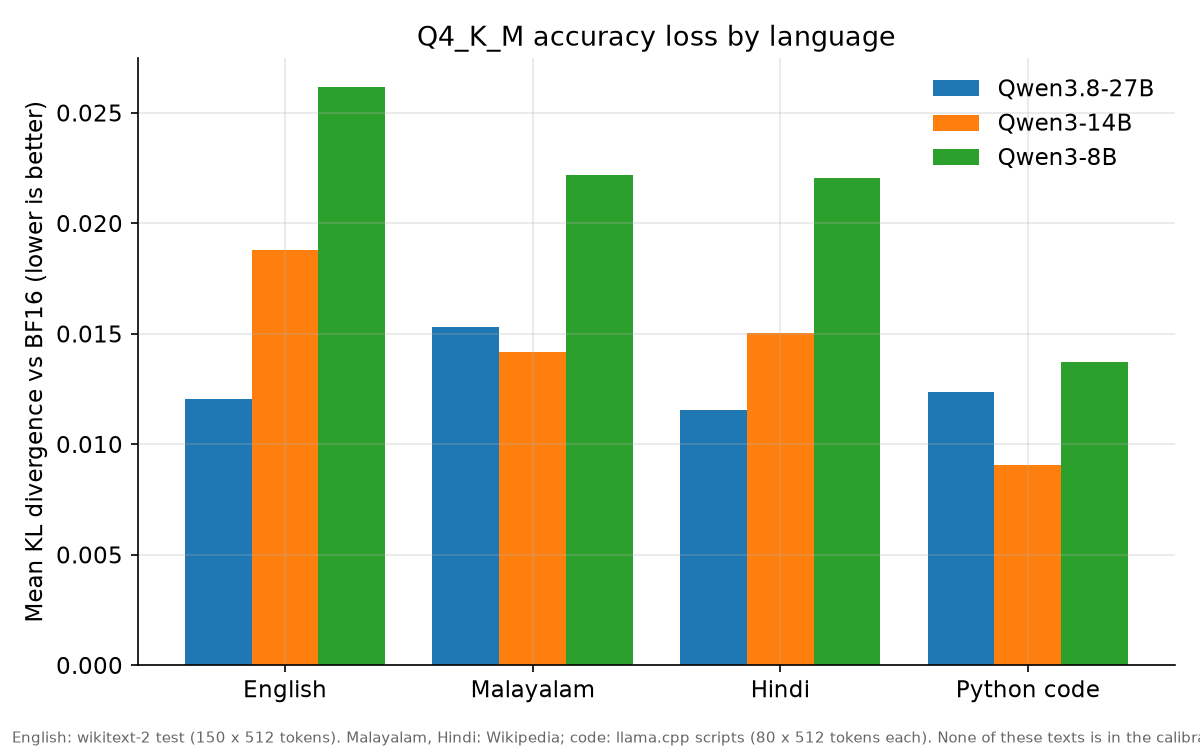 Q4_K_M accuracy loss by language
Mean KL divergence vs BF16 (lower is better)
0.025
0.020
0.015
0.010
0.005
0.000
Qwen3.8-27B
Qwen3-14B
Qwen3-8B
English
Malayalam
Hindi
Python code
English: wikitext-2 test (150 x 512 tokens). Malayalam, Hindi: Wikipedia; code: llama.cpp scripts (80 x 512 tokens each). None of these texts is in the